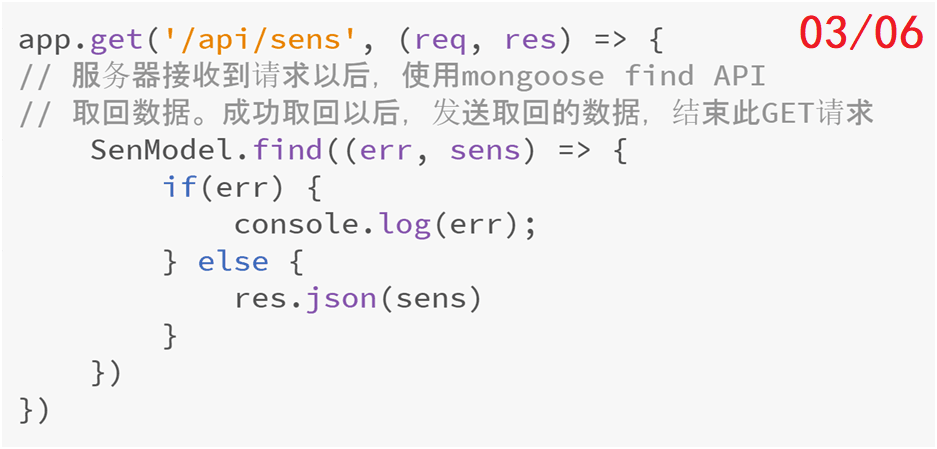 app.get('/api/sens', (req, res) => {
03/06
// 服务器接收到请求以后，使用mongoose find API
// 取回数据。成功取回以后，发送取回的数据，结束此GET请求
    SenModel.find((err, sens) => {
        if(err) {
            console.log(err);
        } else {
            res.json(sens)
        }
    })
})